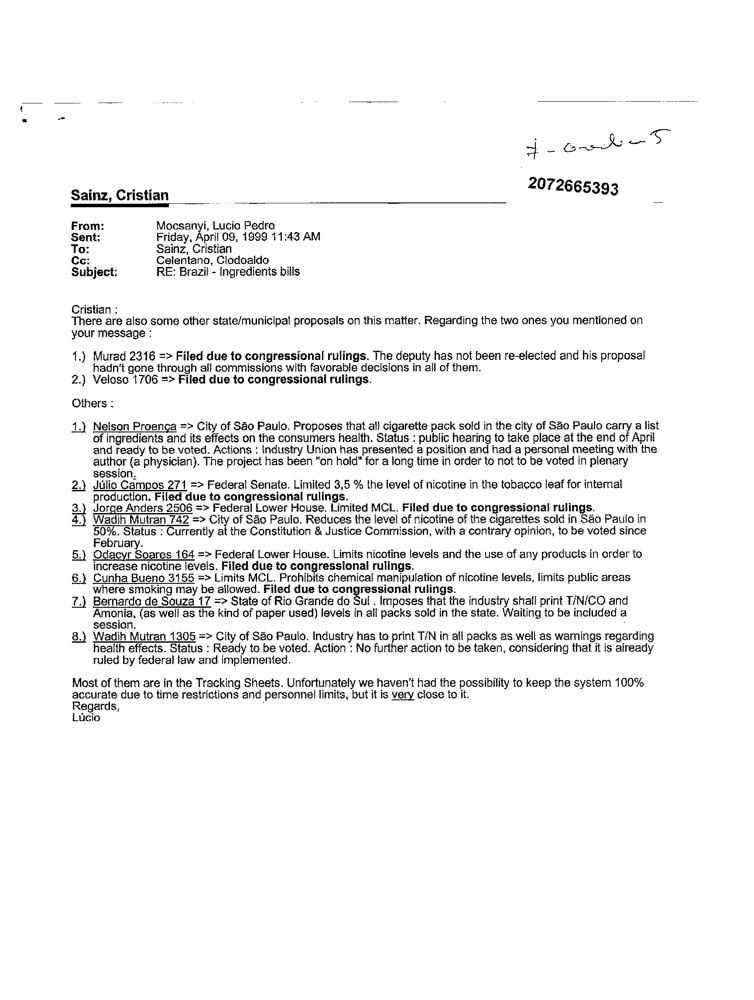 2072665393
Sainz, Cristian
From: Mocsanyi, Lucio Pedro
Sent: Friday, April 09, 1999 11:43 AM
To: Sainz, Cristian
Cc: Celentano, Clodoaldo
Subject: RE: Brazil - Ingredients bills
Cristian :
There are also some other state/municipal proposals on this matter. Regarding the two ones you mentioned on
your message :
1.) Murad 2316 => Filed due to congressional rulings. The deputy has not been re-elected and his proposal
hadn't gone through all commissions with favorable decisions in all of them.
2.) Veloso 1706 => Filed due to congressional rulings.
Others :
1.) Nelson Proença => City of São Paulo. Proposes that all cigarette pack sold in the city of São Paulo carry a list
of ingredients and its effects on the consumers health. Status : public hearing to take place at the end of April
and ready to be voted. Actions : Industry Union has presented a position and had a personal meeting with the
author (a physician). The project has been "on hold" for a long time in order to not to be voted in plenary
session.
2.) Júlio Campos 271 => Federal Senate. Limited 3,5 % the level of nicotine in the tobacco leaf for internal
production. Filed due to congressional rulings.
3.) Jorge Anders 2506 => Federal Lower House. Limited MCL. Filed due to congressional rulings.
4.) Wadih Mutran 742 => City of São Paulo. Reduces the level of nicotine of the cigarettes sold in São Paulo in
50%. Status : Currently at the Constitution & Justice Commission, with a contrary opinion, to be voted since
February.
5.) Odacyr Soares 164 => Federal Lower House. Limits nicotine levels and the use of any products in order to
increase nicotine levels. Filed due to congressional rulings.
6.) Cunha Bueno 3155 => Limits MCL. Prohibits chemical manipulation of nicotine levels, limits public areas
where smoking may be allowed. Filed due to congressional rulings.
7.) Bernardo de Souza 17 => State of Rio Grande do Sul . Imposes that the industry shall print T/N/CO and
Amonia, (as well as the kind of paper used) levels in all packs sold in the state. Waiting to be included a
session.
8.) Wadih Mutran 1305 => City of São Paulo. Industry has to print T/N in all packs as well as warnings regarding
health effects. Status : Ready to be voted. Action : No further action to be taken, considering that it is already
ruled by federal law and implemented.
Most of them are in the Tracking Sheets. Unfortunately we haven't had the possibility to keep the system 100%
accurate due to time restrictions and personnel limits, but it is very close to it.
Regards,
Lúcio